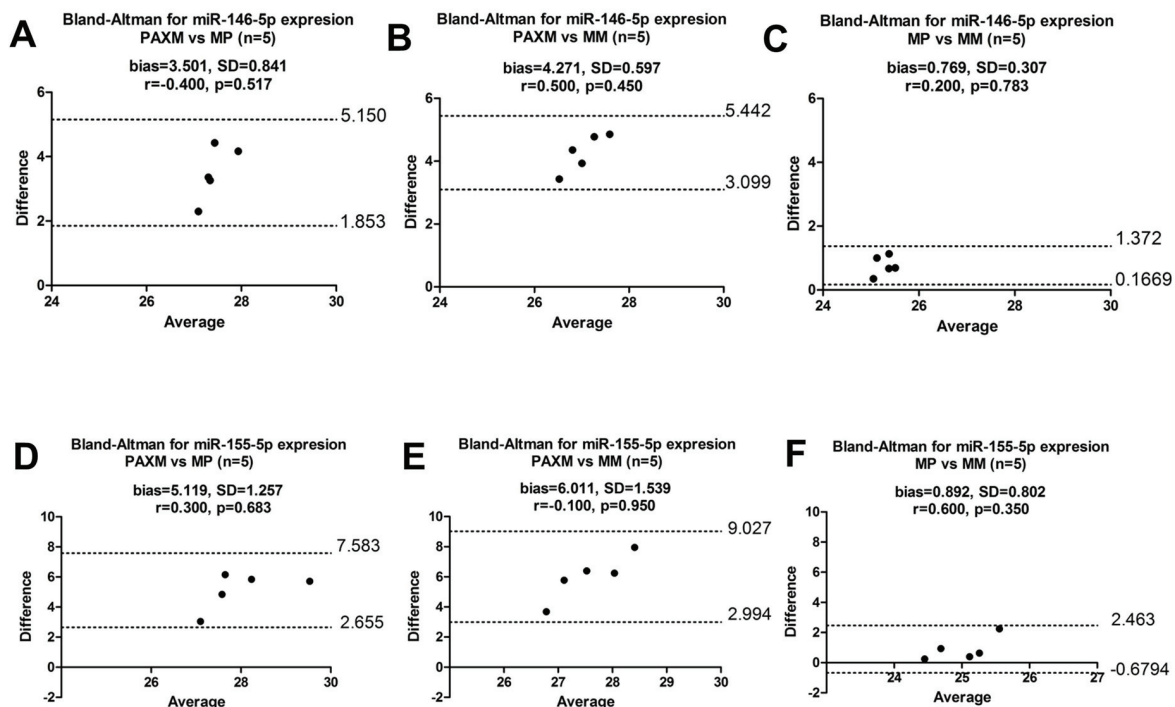 A
Bland-Altman for miR-146-5p expresion
PAXM vs MP (n=5)
bias=3.501, SD=0.841
r=-0.400, p=0.517
Difference
6
4
2
0
5.150
1.853
24
26
28
30
Average
B
Bland-Altman for miR-146-5p expresion
PAXM vs MM (n=5)
bias=4.271, SD=0.597
r=0.500, p=0.450
Difference
6
4
2
0
5.442
3.099
24
26
28
30
Average
C
Bland-Altman for miR-146-5p expresion
MP vs MM (n=5)
bias=0.769, SD=0.307
r=0.200, p=0.783
Difference
6
4
2
0
1.372
0.1669
24
26
28
30
Average
D
Bland-Altman for miR-155-5p expresion
PAXM vs MP (n=5)
bias=5.119, SD=1.257
r=0.300, p=0.683
Difference
10
8
6
4
2
0
-2
7.583
2.655
26
28
30
Average
E
Bland-Altman for miR-155-5p expresion
PAXM vs MM (n=5)
bias=6.011, SD=1.539
r=-0.100, p=0.950
Difference
10
8
6
4
2
0
-2
9.027
2.994
26
27
28
29
30
Average
F
Bland-Altman for miR-155-5p expresion
MP vs MM (n=5)
bias=0.892, SD=0.802
r=0.600, p=0.350
Difference
10
8
6
4
2
0
-2
2.463
-0.6794
24
25
26
27
Average